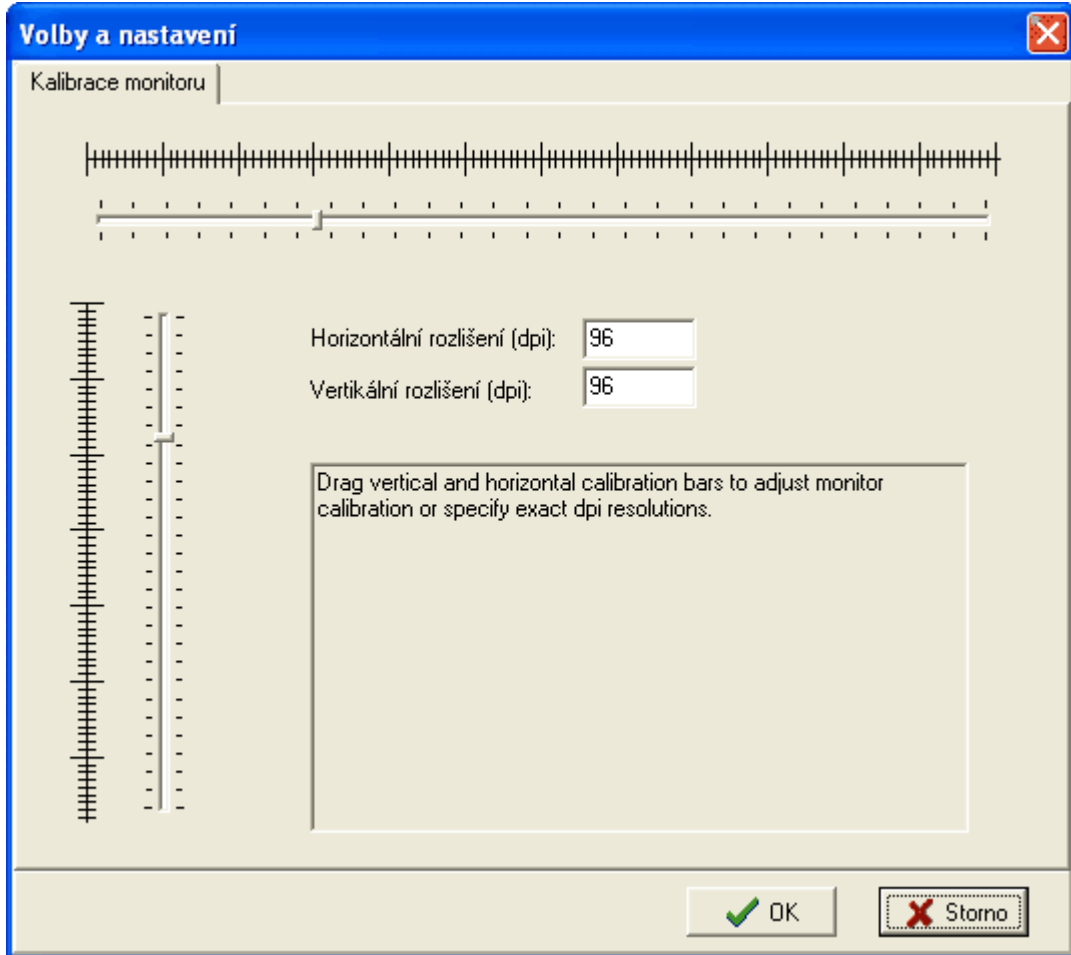 Volby a nastavení
Kalibrace monitoru
Horizontální rozlišení (dpi): 96
Vertikální rozlišení (dpi): 96
Drag vertical and horizontal calibration bars to adjust monitor
calibration or specify exact dpi resolutions.
OK Storno